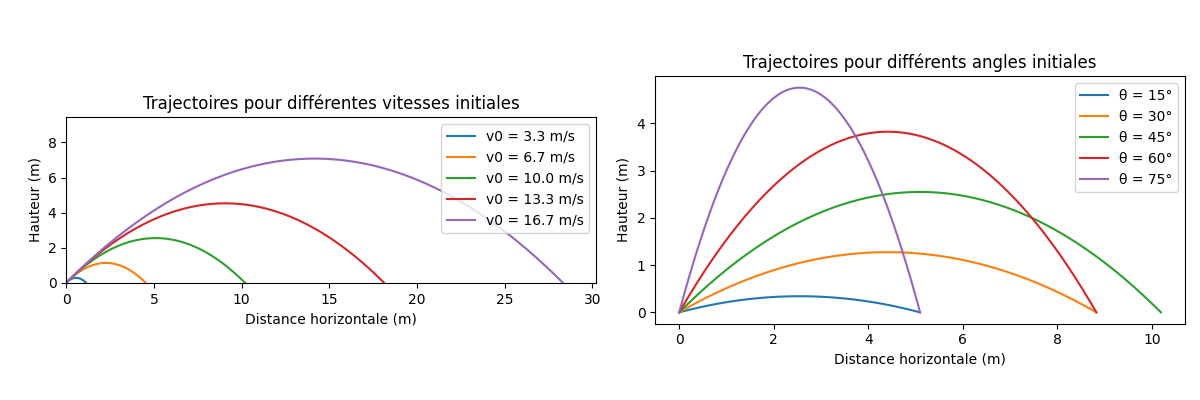 Trajectoires pour différentes vitesses initiales
Hauteur (m)
8
6
4
2
0
v0 = 3.3 m/s
v0 = 6.7 m/s
v0 = 10.0 m/s
v0 = 13.3 m/s
v0 = 16.7 m/s
0 5 10 15 20 25 30
Distance horizontale (m)
Trajectoires pour différents angles initiales
Hauteur (m)
4
3
2
1
0
θ = 15°
θ = 30°
θ = 45°
θ = 60°
θ = 75°
0 2 4 6 8 10
Distance horizontale (m)